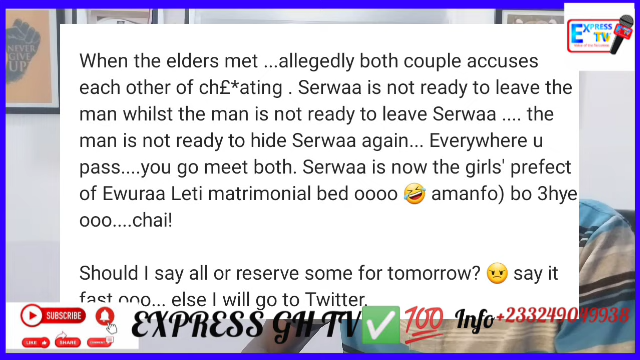 NEVER
GIVE
UP
EXPRESS
TV
When the elders met ...allegedly both couple accuses
each other of ch£*ating . Serwaa is not ready to leave the
man whilst the man is not ready to leave Serwaa .... the
man is not ready to hide Serwaa again... Everywhere u
pass....you go meet both. Serwaa is now the girls' prefect
of Ewuraa Leti matrimonial bed oooo 🤣 amanfo) bo 3hye
ooo....chai!
Should I say all or reserve some for tomorrow? 😠 say it
fast ooo... else I will go to Twitter.
SUBSCRIBE
LIKE SHARE
EXPRESS GH TV✅💯 Info+233249049938